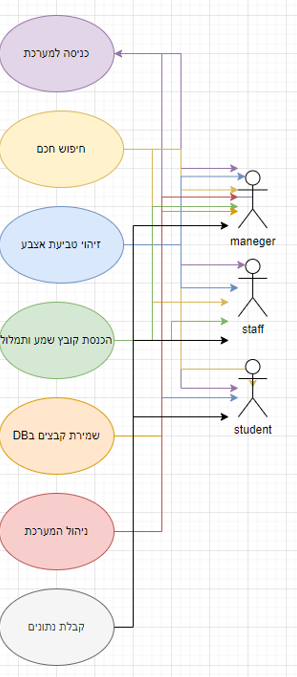 כניסה למערכת
חיפוש חכם
זיהוי טביעת אצבע
הכנסת קובץ שמע ותמלול
שמירת קבצים בDB
ניהול המערכת
קבלת נתונים
maneger
staff
student